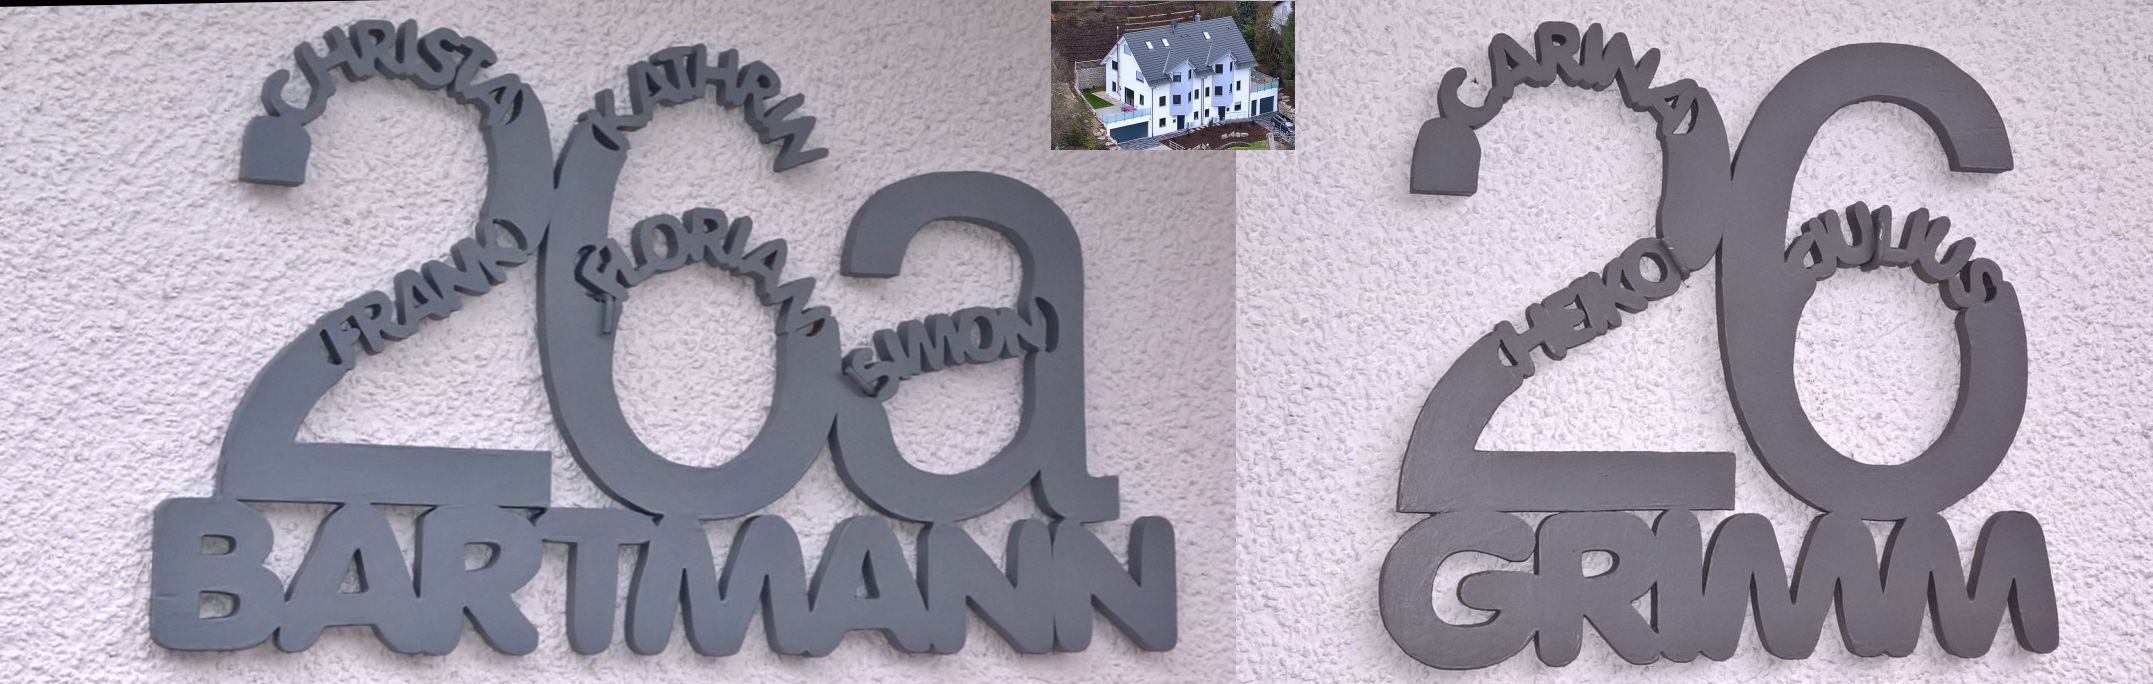 CHRISTA
KATHRIN
FRANK
FLORIAN
SIMON
26a
BARTMANN
CARINA
HEIKO
JULIUS
26
GRIMM